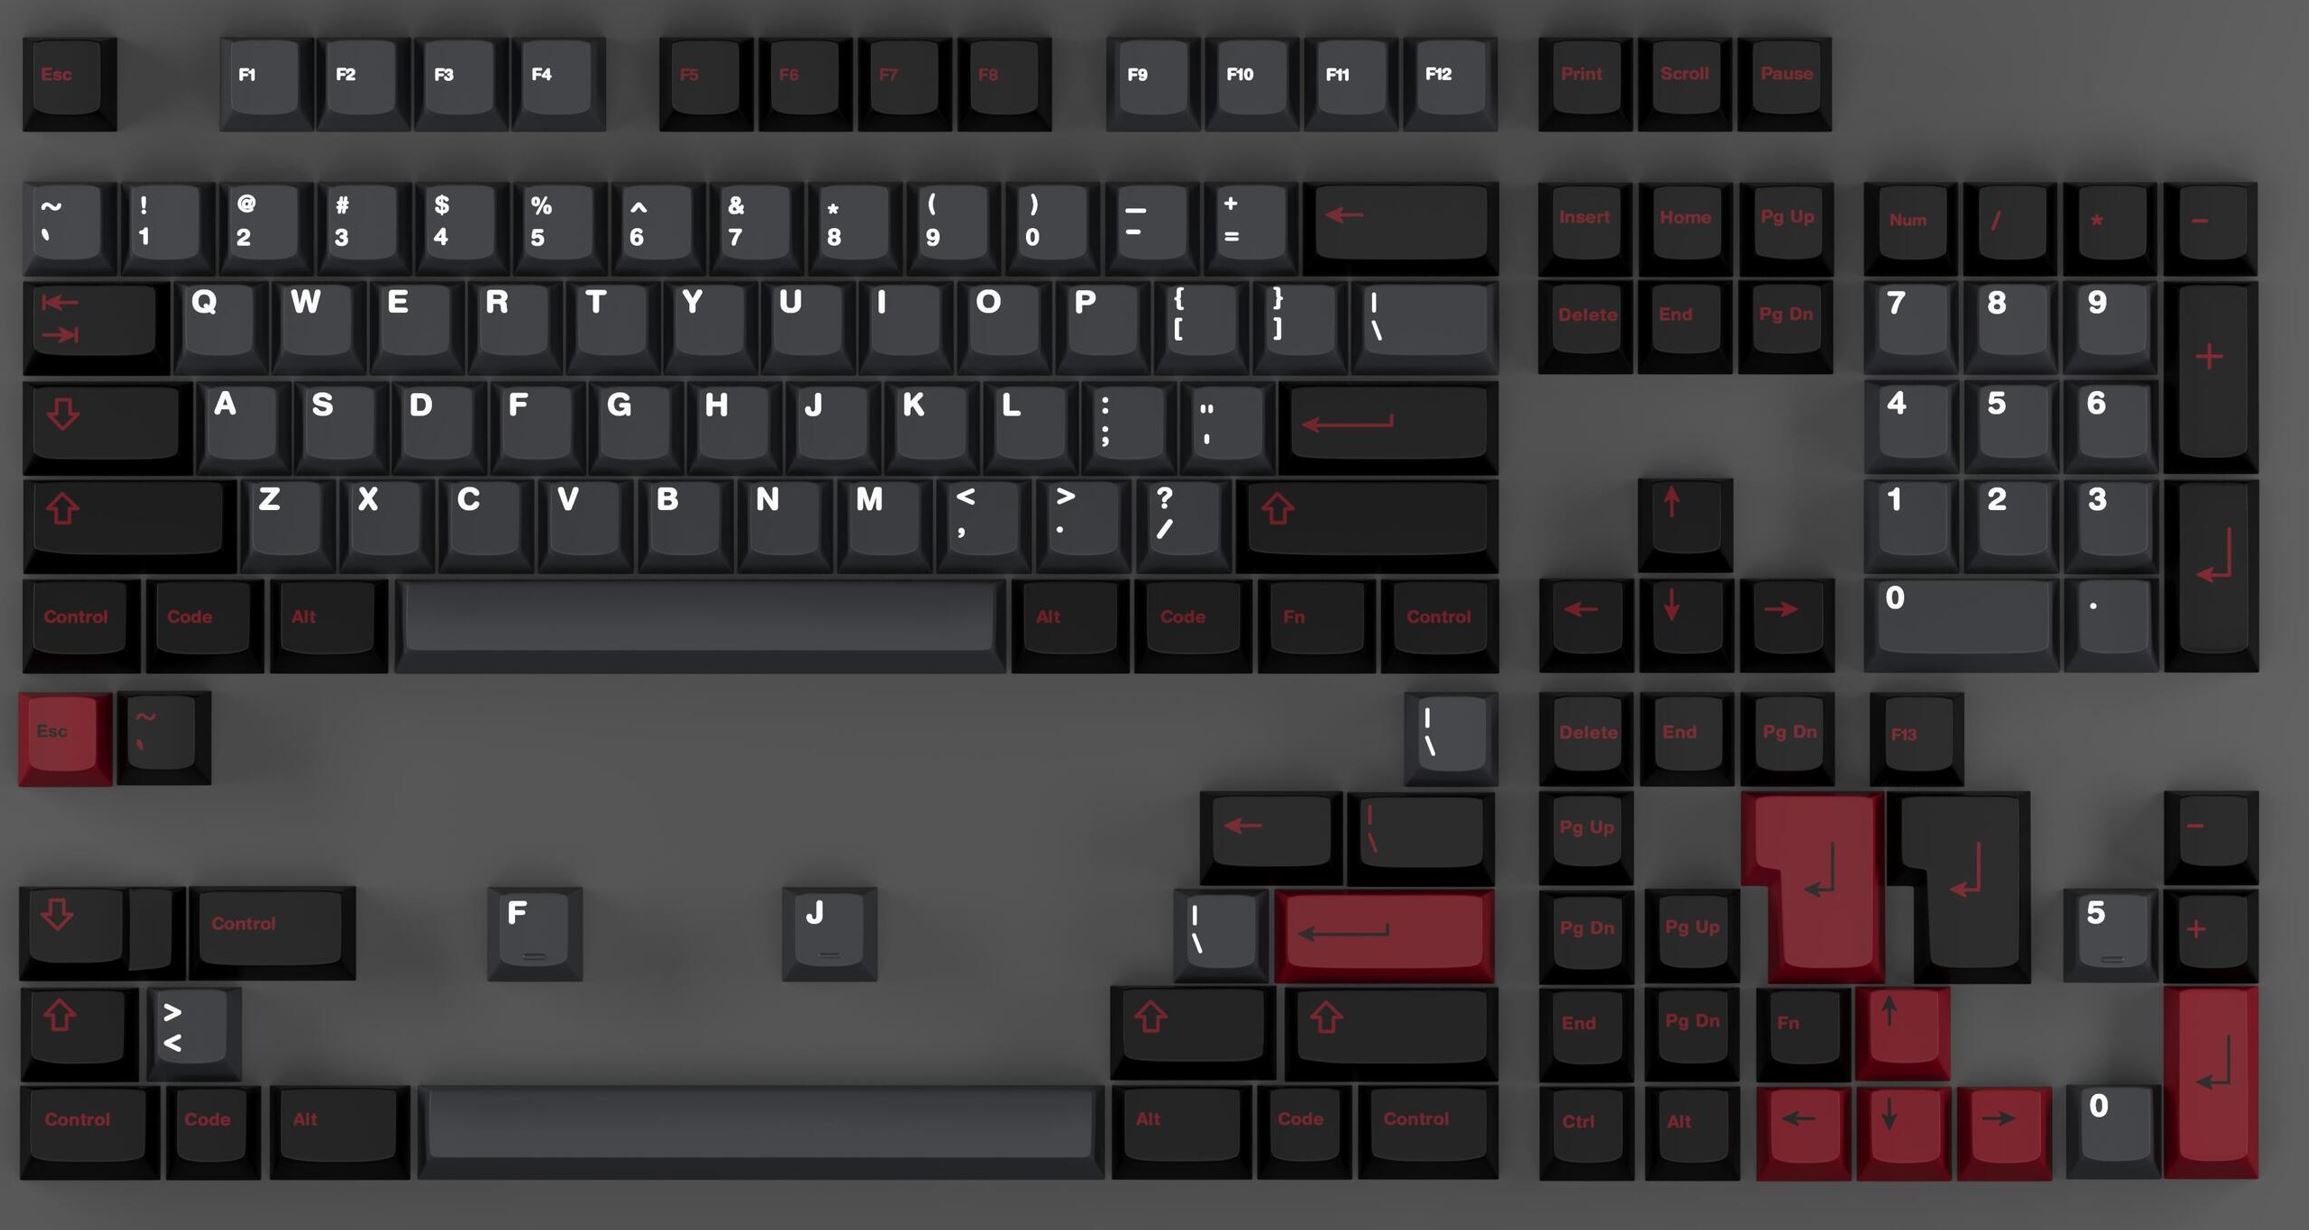 Esc F1 F2 F3 F4 F5 F6 F7 F8 F9 F10 F11 F12 Print Scroll Pause
~ ! @ # $ % ^ & * ( ) — + ← Insert Home Pg Up Num / * −
` 1 2 3 4 5 6 7 8 9 0 - =
Q W E R T Y U I O P { } | Delete End Pg Dn 7 8 9 +
[ ] \
A S D F G H J K L : " 4 5 6
; '
Z X C V B N M < > ? ↑ 1 2 3
, . /
Control Code Alt Alt Code Fn Control ← ↓ → 0 .
Esc ~ | Delete End Pg Dn F13
` \
← | Pg Up −
\
Control F J | Pg Dn Pg Up 5 +
\
> End Pg Dn Fn ↑
<
Control Code Alt Alt Code Control Ctrl Alt ← ↓ → 0